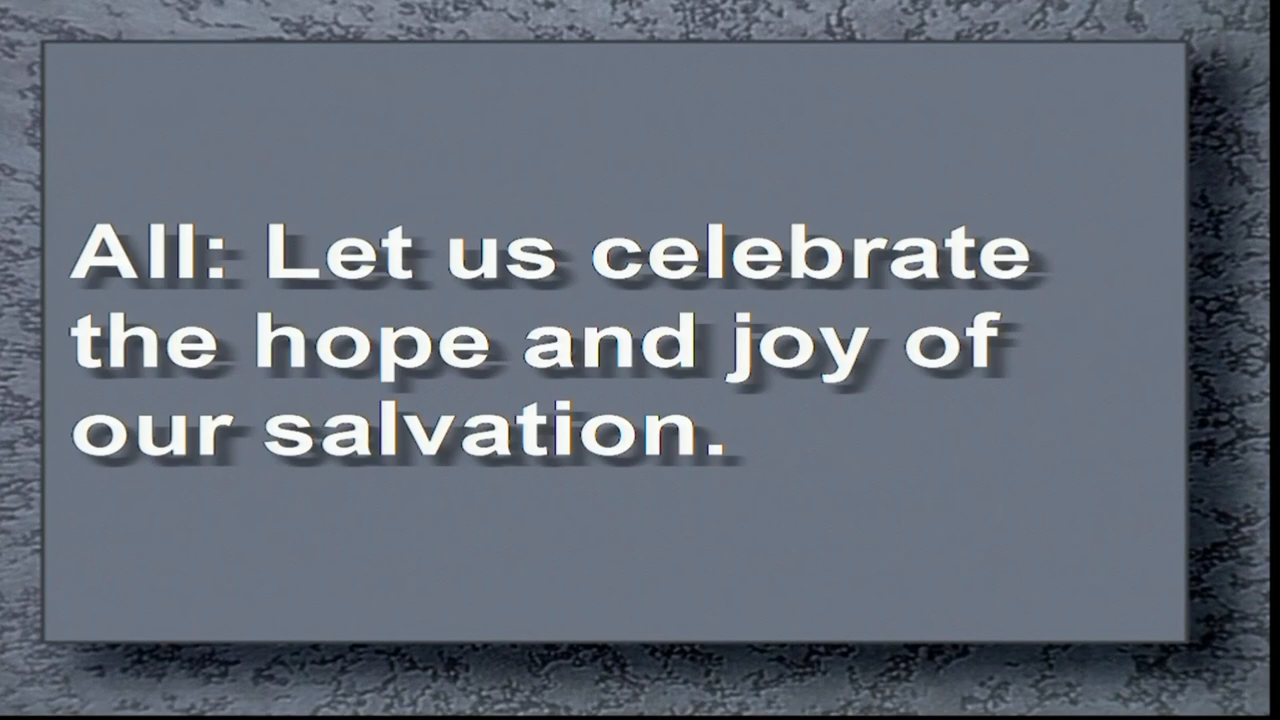 All: Let us celebrate
the hope and joy of
our salvation.